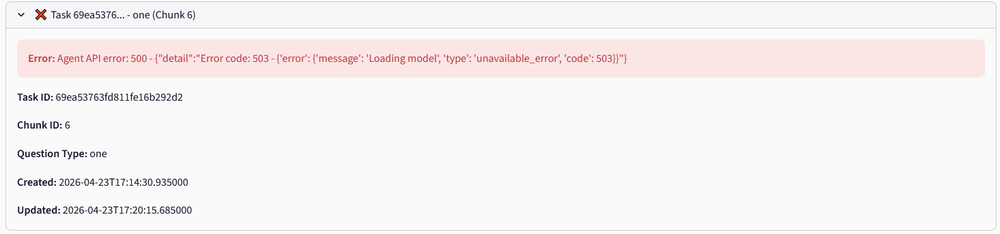 Task 69ea5376... - one (Chunk 6)
Error: Agent API error: 500 - {"detail":"Error code: 503 - {'error': {'message': 'Loading model', 'type': 'unavailable_error', 'code': 503}}"}
Task ID: 69ea53763fd811fe16b292d2
Chunk ID: 6
Question Type: one
Created: 2026-04-23T17:14:30.935000
Updated: 2026-04-23T17:20:15.685000